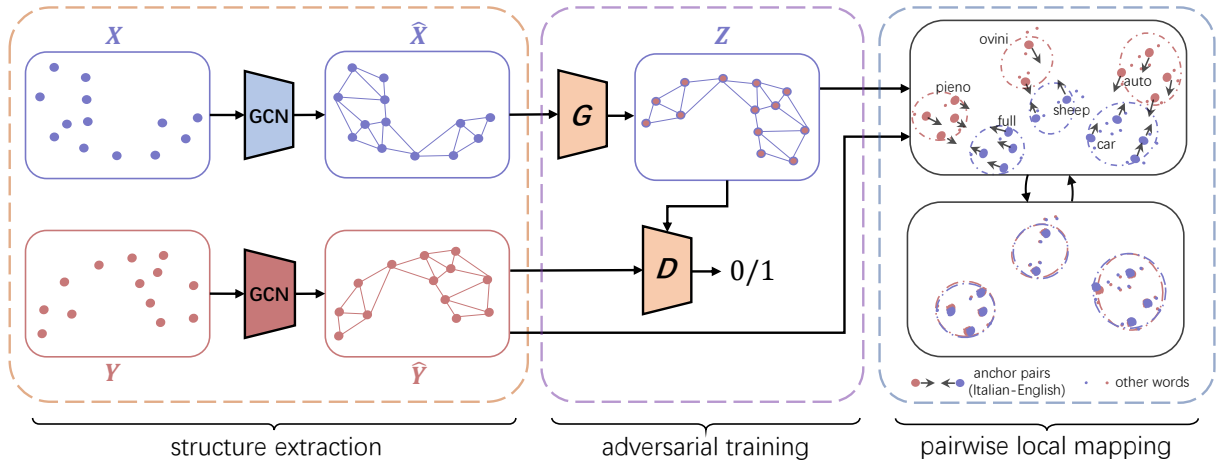 X
GCN
X̂
G
Z
D
0/1
GCN
Y
Ŷ
ovini
auto
pieno
sheep
full
car
anchor pairs
(Italian-English)
other words
structure extraction
adversarial training
pairwise local mapping